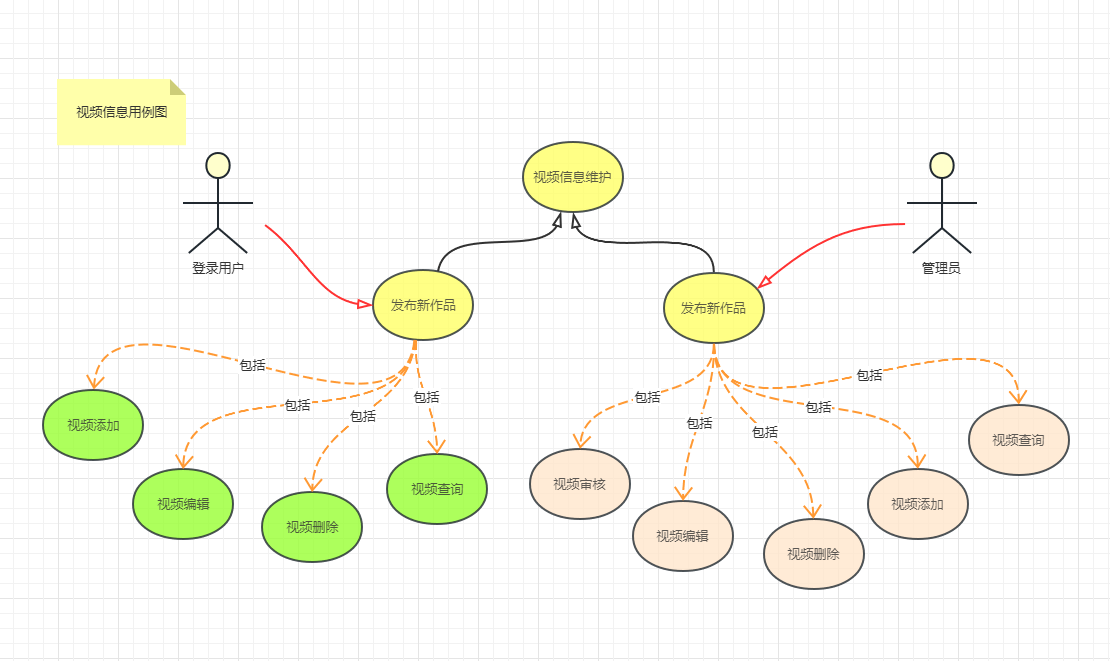 视频信息用例图
视频信息维护
登录用户
管理员
发布新作品
发布新作品
包括
包括
包括
包括
包括
包括
包括
包括
包括
视频添加
视频编辑
视频删除
视频查询
视频审核
视频编辑
视频删除
视频添加
视频查询